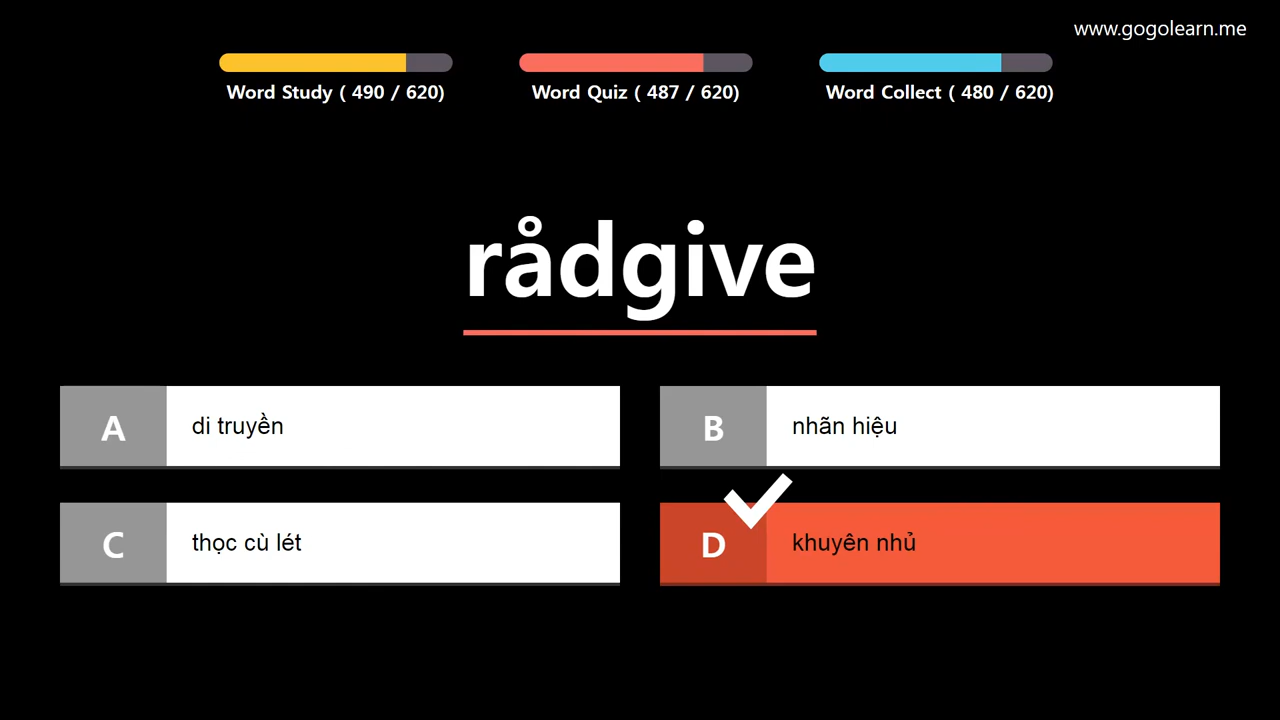 www.gogolearn.me
Word Study ( 490 / 620)
Word Quiz ( 487 / 620)
Word Collect ( 480 / 620)
rådgive
A di truyền
B nhãn hiệu
C thọc cù lét
D khuyên nhủ